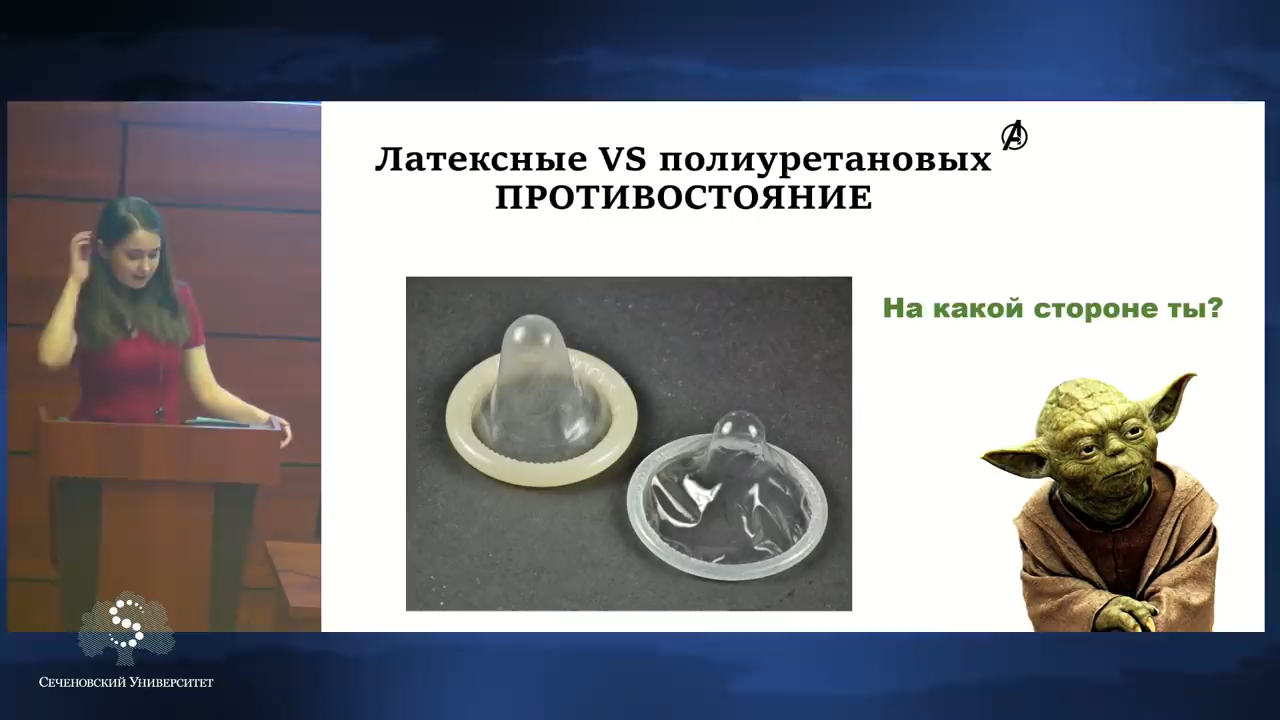 Латексные VS полиуретановых
ПРОТИВОСТОЯНИЕ
На какой стороне ты?
S
СЕЧЕНОВСКИЙ УНИВЕРСИТЕТ